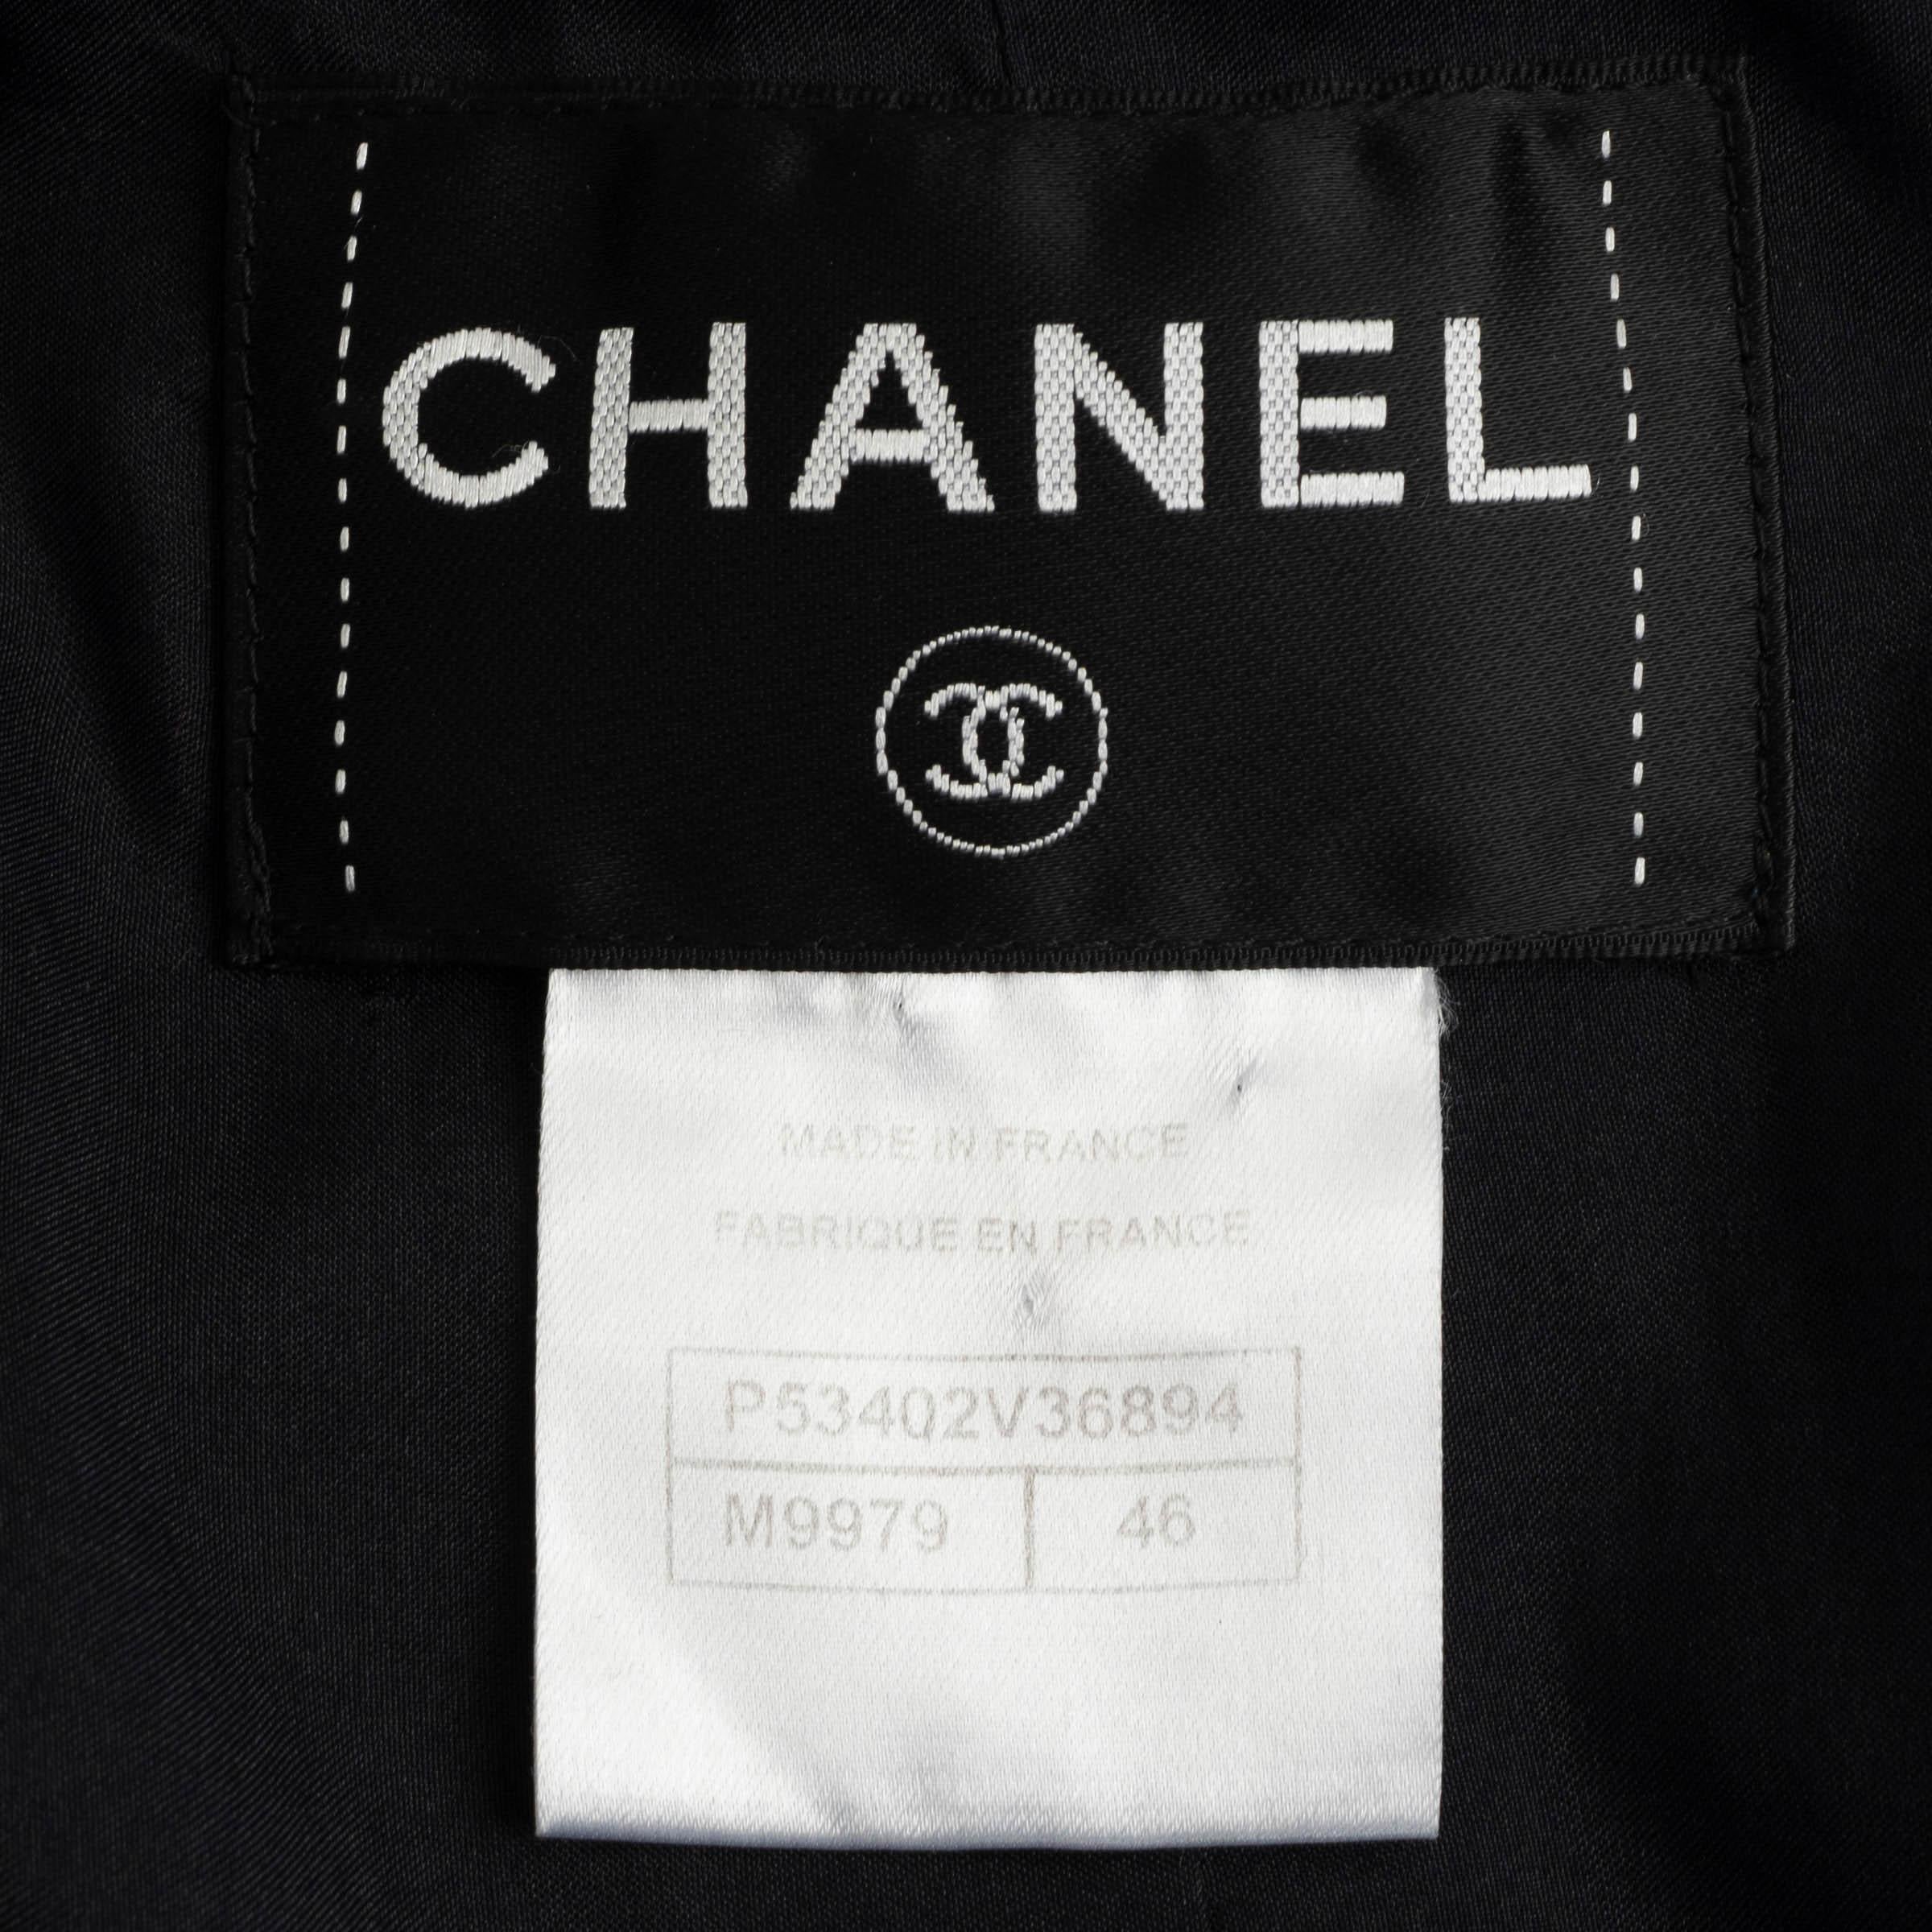 CHANEL
MADE IN FRANCE
FABRIQUE EN FRANCE
P53402V36894
M9979 46